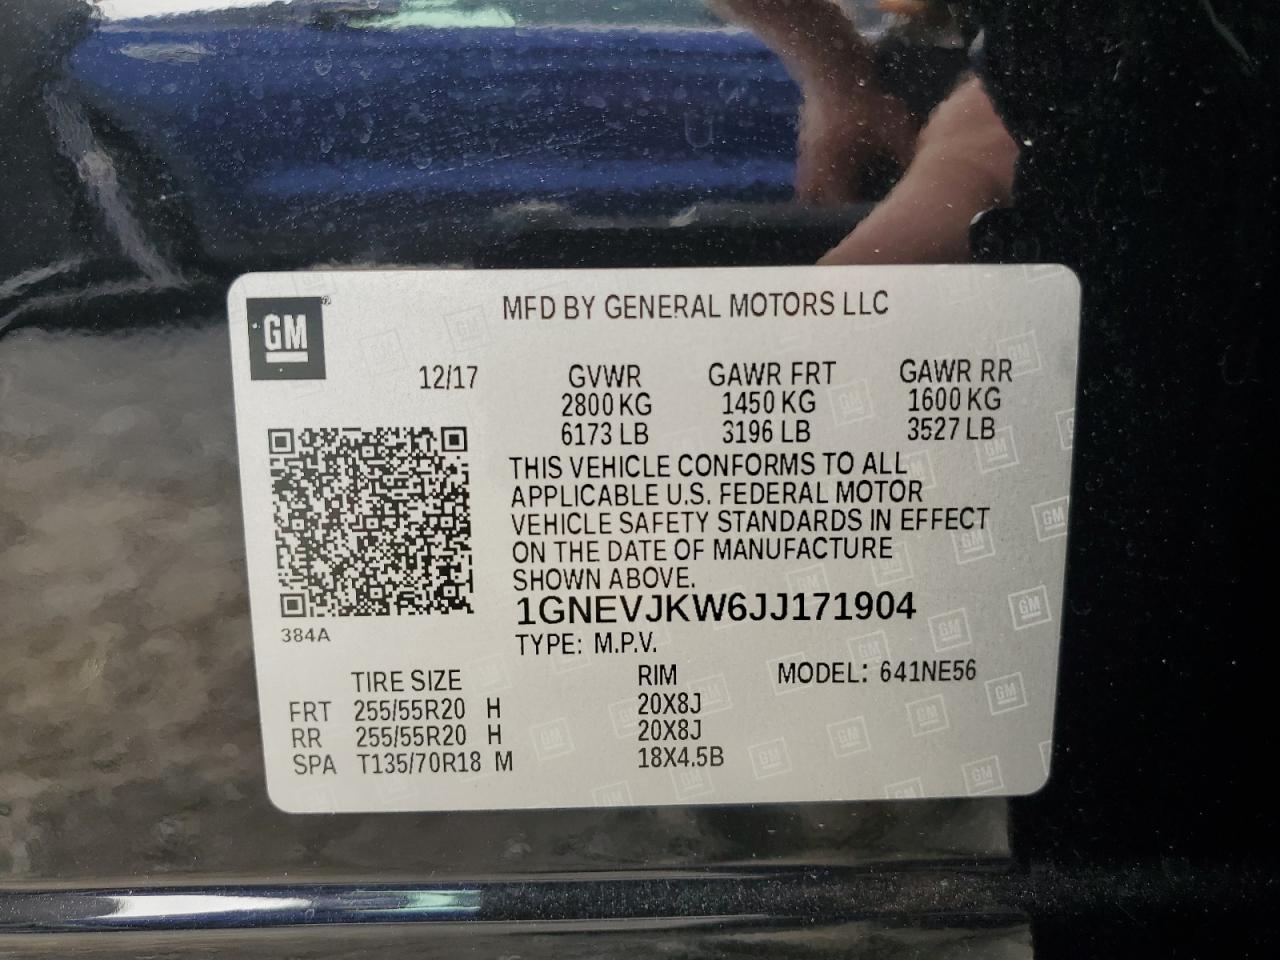 GM
MFD BY GENERAL MOTORS LLC
12/17 GVWR GAWR FRT GAWR RR
2800 KG 1450 KG 1600 KG
6173 LB 3196 LB 3527 LB
THIS VEHICLE CONFORMS TO ALL
APPLICABLE U.S. FEDERAL MOTOR
VEHICLE SAFETY STANDARDS IN EFFECT
ON THE DATE OF MANUFACTURE
SHOWN ABOVE.
1GNEVJKW6JJ171904
384A
TYPE: M.P.V.
TIRE SIZE RIM MODEL: 641NE56
FRT 255/55R20 H 20X8J
RR 255/55R20 H 20X8J
SPA T135/70R18 M 18X4.5B